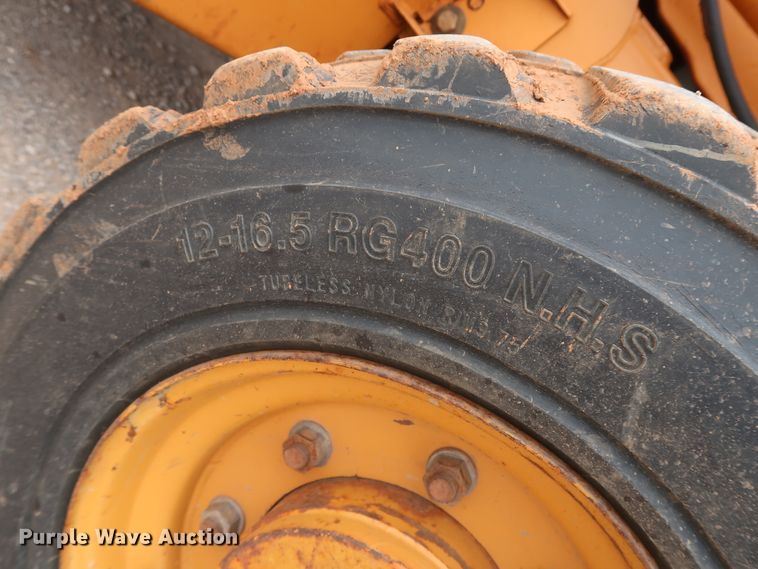 12-16.5 RG400 N.H.S
TUBELESS NYLON
Purple Wave Auction